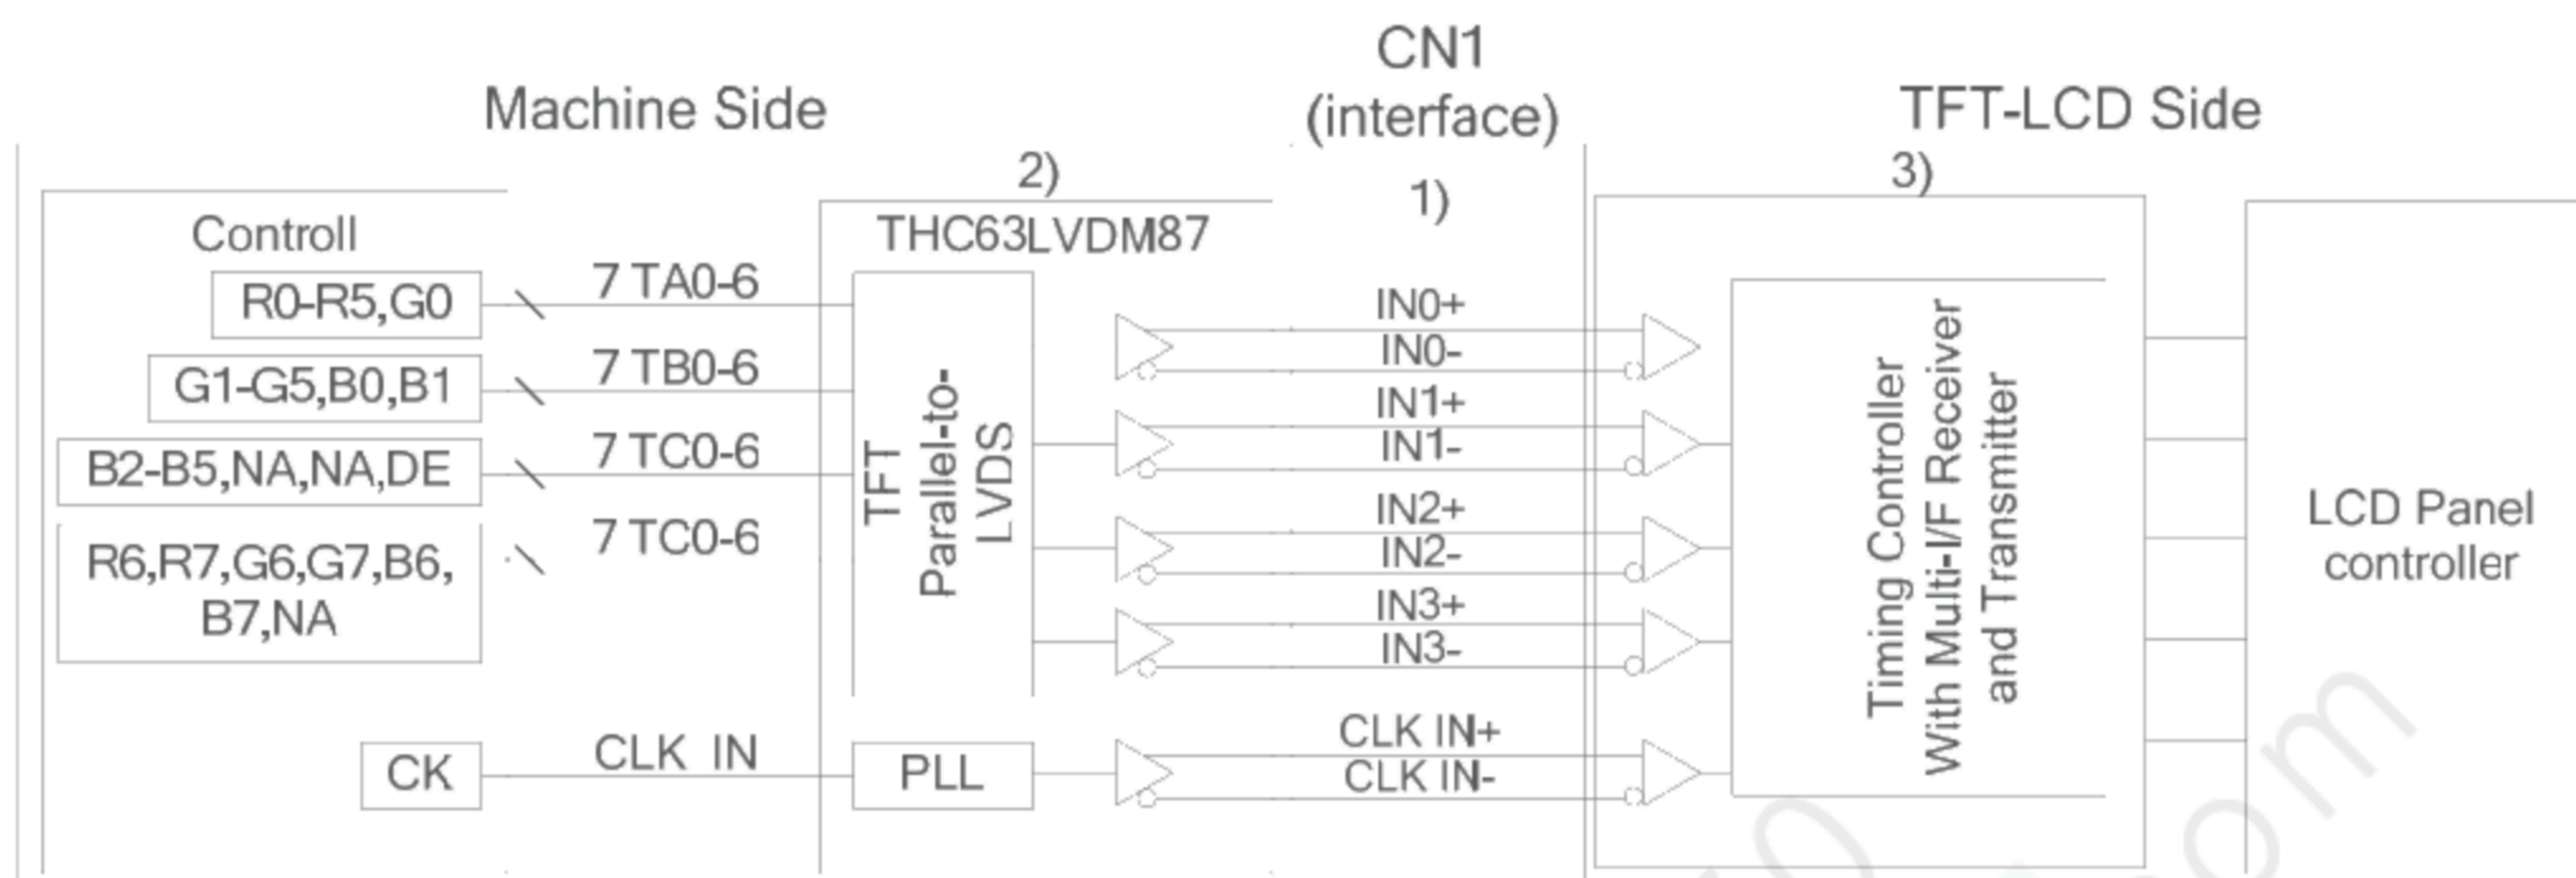 CN1
(interface)
1)
Machine Side
TFT-LCD Side
2)
3)
Controll
THC63LVDM87
R0-R5,G0
7 TA0-6
G1-G5,B0,B1
7 TB0-6
B2-B5,NA,NA,DE
7 TC0-6
R6,R7,G6,G7,B6,
B7,NA
7 TC0-6
CK
CLK IN
TFT
Parallel-to-
LVDS
PLL
IN0+
IN0-
IN1+
IN1-
IN2+
IN2-
IN3+
IN3-
CLK IN+
CLK IN-
Timing Controller
With Multi-I/F Receiver
and Transmitter
LCD Panel
controller
om